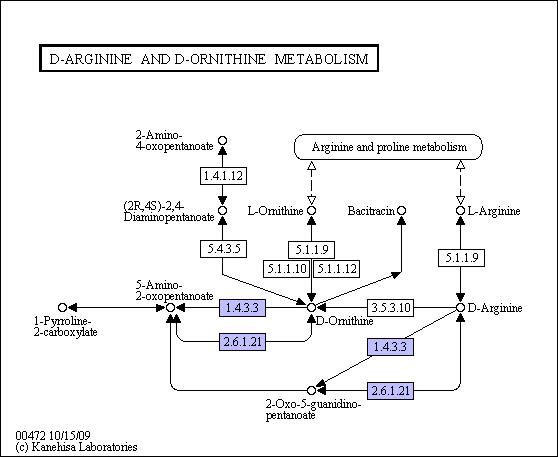 D-ARGININE AND D-ORNITHINE METABOLISM
2-Amino-
4-oxopentanoate
Arginine and proline metabolism
1.4.1.12
(2R,4S)-2,4-
Diaminopentanoate
L-Ornithine
Bacitracin
L-Arginine
5.4.3.5
5.1.1.9
5.1.1.10
5.1.1.12
5.1.1.9
5-Amino-
2-oxopentanoate
1.4.3.3
3.5.3.10
D-Arginine
1-Pyrroline-
2-carboxylate
D-Ornithine
2.6.1.21
1.4.3.3
2.6.1.21
2-Oxo-5-guanidino-
pentanoate
00472 10/15/09
(c) Kanehisa Laboratories